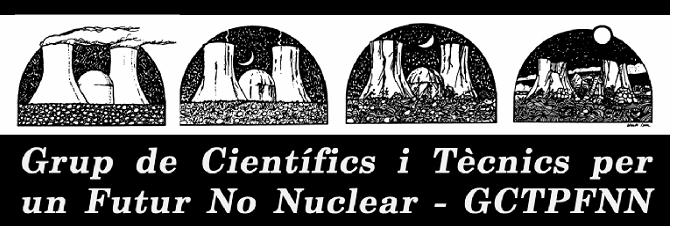 Grup de Científics i Tècnics per
un Futur No Nuclear - GCTPFNN